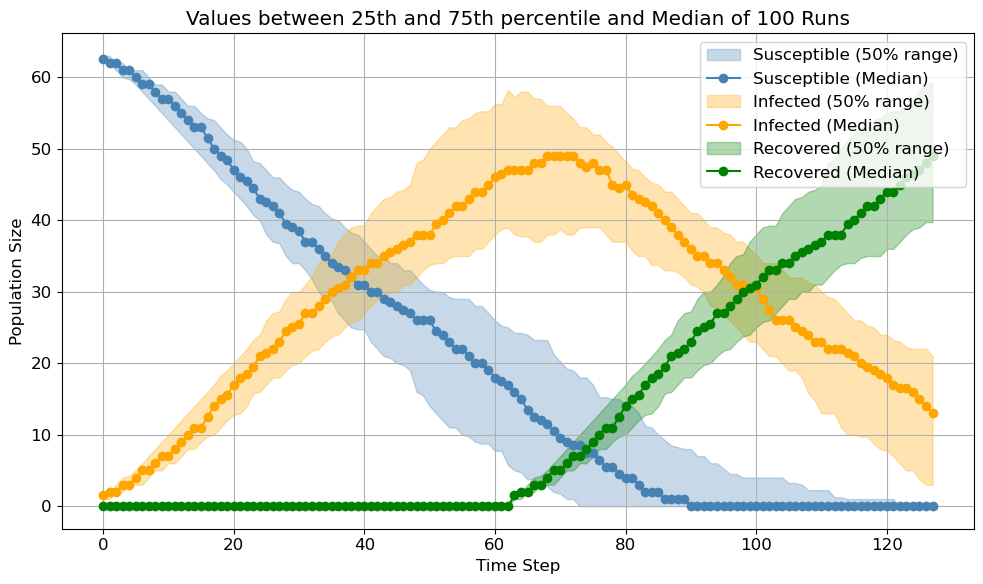 Values between 25th and 75th percentile and Median of 100 Runs
Population Size
60
50
40
30
20
10
0
Susceptible (50% range)
Susceptible (Median)
Infected (50% range)
Infected (Median)
Recovered (50% range)
Recovered (Median)
0 20 40 60 80 100 120
Time Step